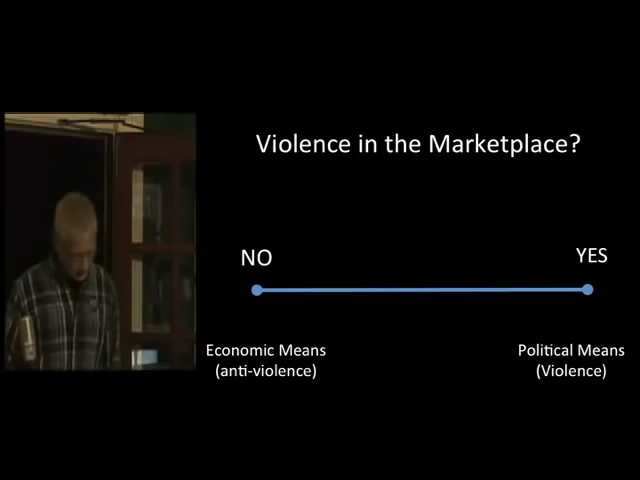 Violence in the Marketplace?
NO
YES
Economic Means
(anti-violence)
Political Means
(Violence)